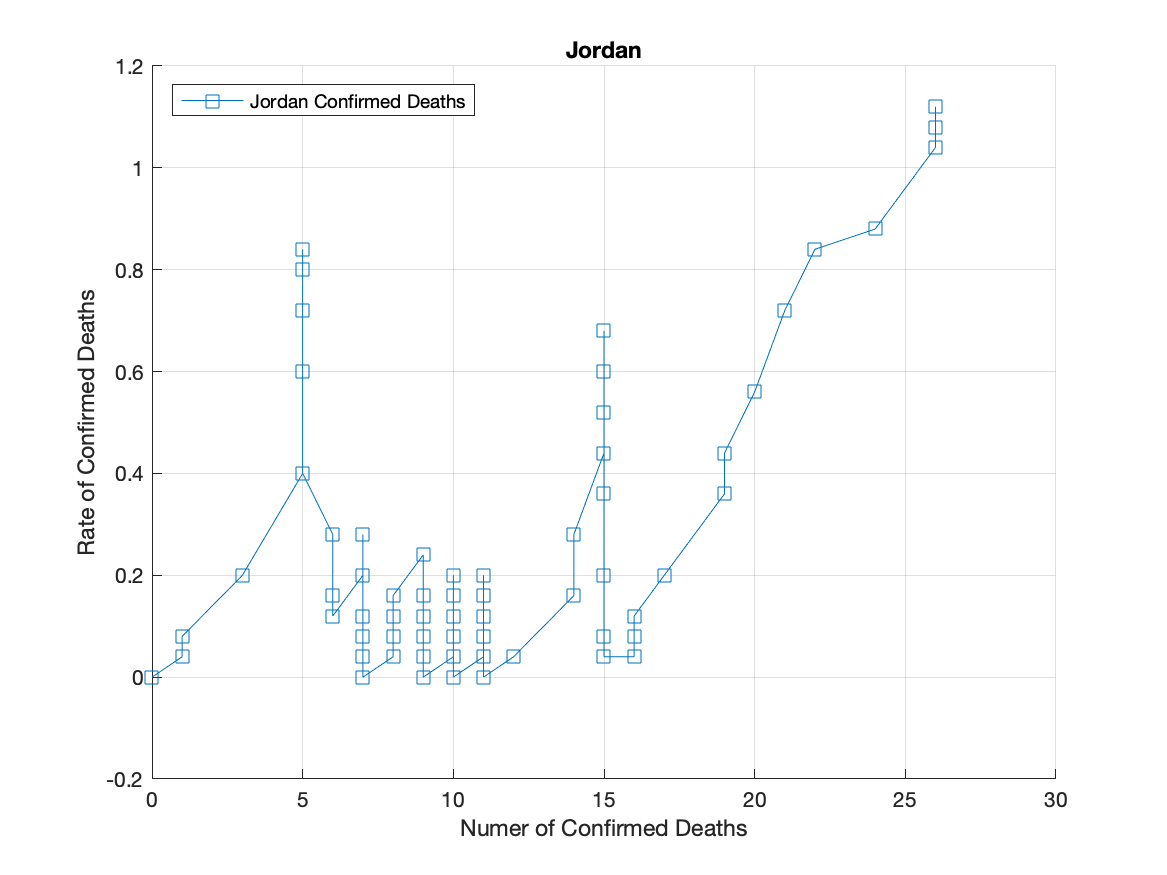 Jordan
Jordan Confirmed Deaths
1.2
1
0.8
0.6
0.4
0.2
0
-0.2
Rate of Confirmed Deaths
0 5 10 15 20 25 30
Numer of Confirmed Deaths